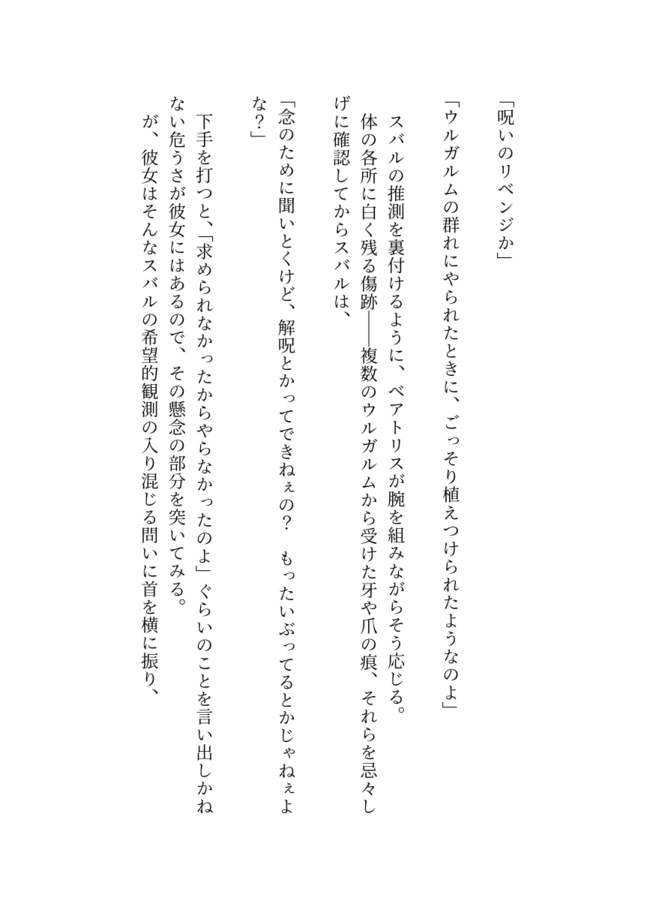 「呪いのリベンジか」
「ウルガルムの群れにやられたときに、ごっそり植えつけられたようなのよ」
　スバルの推測を裏付けるように、ベアトリスが腕を組みながらそう応じる。
　体の各所に白く残る傷跡――複数のウルガルムから受けた牙や爪の痕、それらを忌々し
げに確認してからスバルは、
「念のために聞いとくけど、解呪とかってできねぇの？　もったいぶってるとかじゃねぇよ
な？」
　下手を打つと、「求められなかったからやらなかったのよ」ぐらいのことを言い出しかね
ない危うさが彼女にはあるので、その懸念の部分を突いてみる。
　が、彼女はそんなスバルの希望的観測の入り混じる問いに首を横に振り、